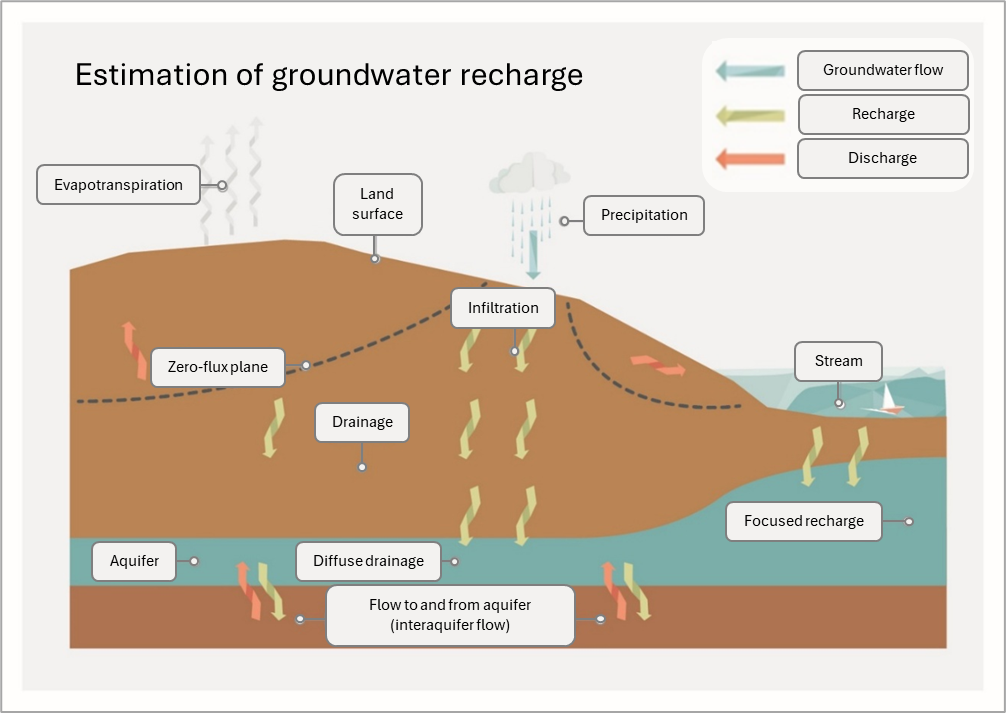 Estimation of groundwater recharge
Groundwater flow
Recharge
Discharge
Evapotranspiration
Land
surface
Precipitation
Infiltration
Zero-flux plane
Stream
Drainage
Focused recharge
Aquifer
Diffuse drainage
Flow to and from aquifer
(interaquifer flow)